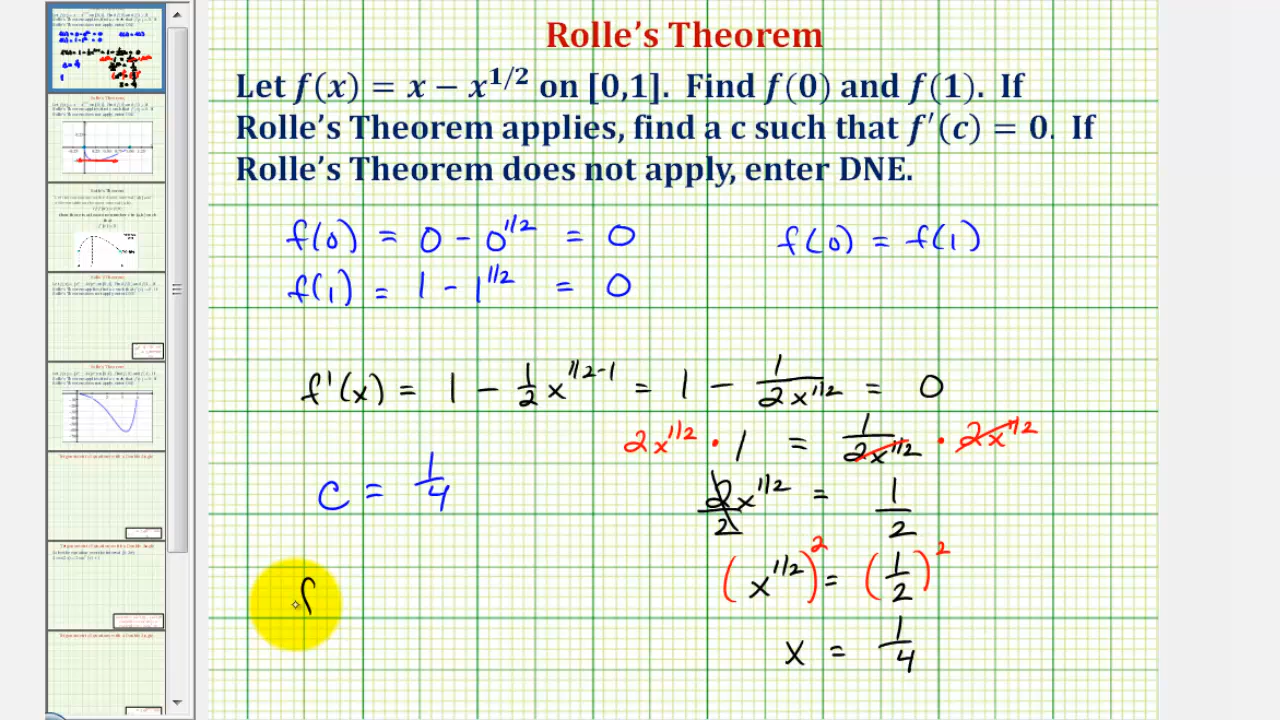 Rolle's Theorem
Let f(x) = x − x^{1/2} on [0,1]. Find f(0) and f(1). If
Rolle's Theorem applies, find a c such that f′(c) = 0. If
Rolle's Theorem does not apply, enter DNE.
f(0) = 0 - 0^{1/2} = 0
f(0) = f(1)
f(1) = 1 - 1^{1/2} = 0
f'(x) = 1 - 1/2 x^{1/2-1} = 1 - 1/(2x^{1/2}) = 0
2x^{1/2} · 1 = 1/(2x^{1/2}) · 2x^{1/2}
c = 1/4
2x^{1/2}/2 = 1/2
(x^{1/2})^2 = (1/2)^2
f
x = 1/4